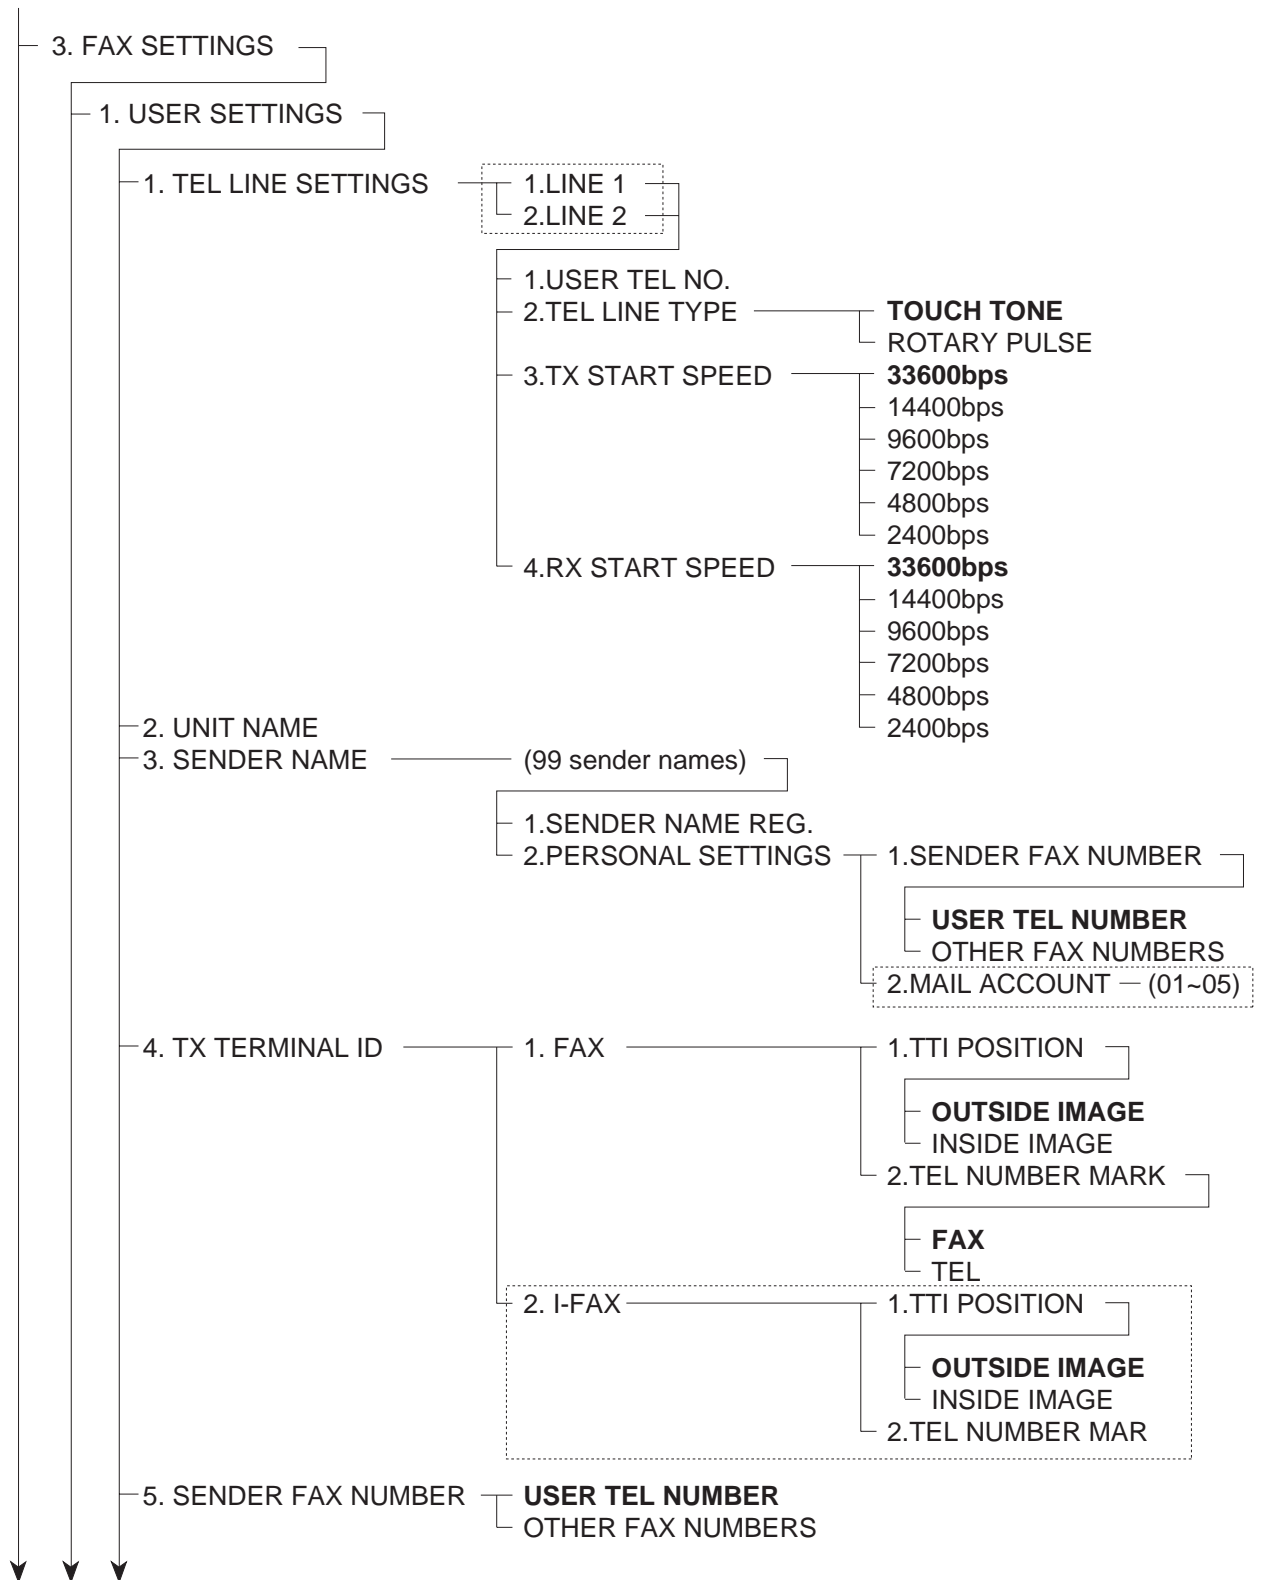 3. FAX SETTINGS
1. USER SETTINGS
1. TEL LINE SETTINGS 1.LINE 1
2.LINE 2
1.USER TEL NO.
2.TEL LINE TYPE TOUCH TONE
ROTARY PULSE
3.TX START SPEED 33600bps
14400bps
9600bps
7200bps
4800bps
2400bps
4.RX START SPEED 33600bps
14400bps
9600bps
7200bps
4800bps
2400bps
2. UNIT NAME
3. SENDER NAME (99 sender names)
1.SENDER NAME REG.
2.PERSONAL SETTINGS 1.SENDER FAX NUMBER
USER TEL NUMBER
OTHER FAX NUMBERS
2.MAIL ACCOUNT (01~05)
4. TX TERMINAL ID 1. FAX 1.TTI POSITION
OUTSIDE IMAGE
INSIDE IMAGE
2.TEL NUMBER MARK
FAX
TEL
2. I-FAX 1.TTI POSITION
OUTSIDE IMAGE
INSIDE IMAGE
2.TEL NUMBER MAR
5. SENDER FAX NUMBER USER TEL NUMBER
OTHER FAX NUMBERS